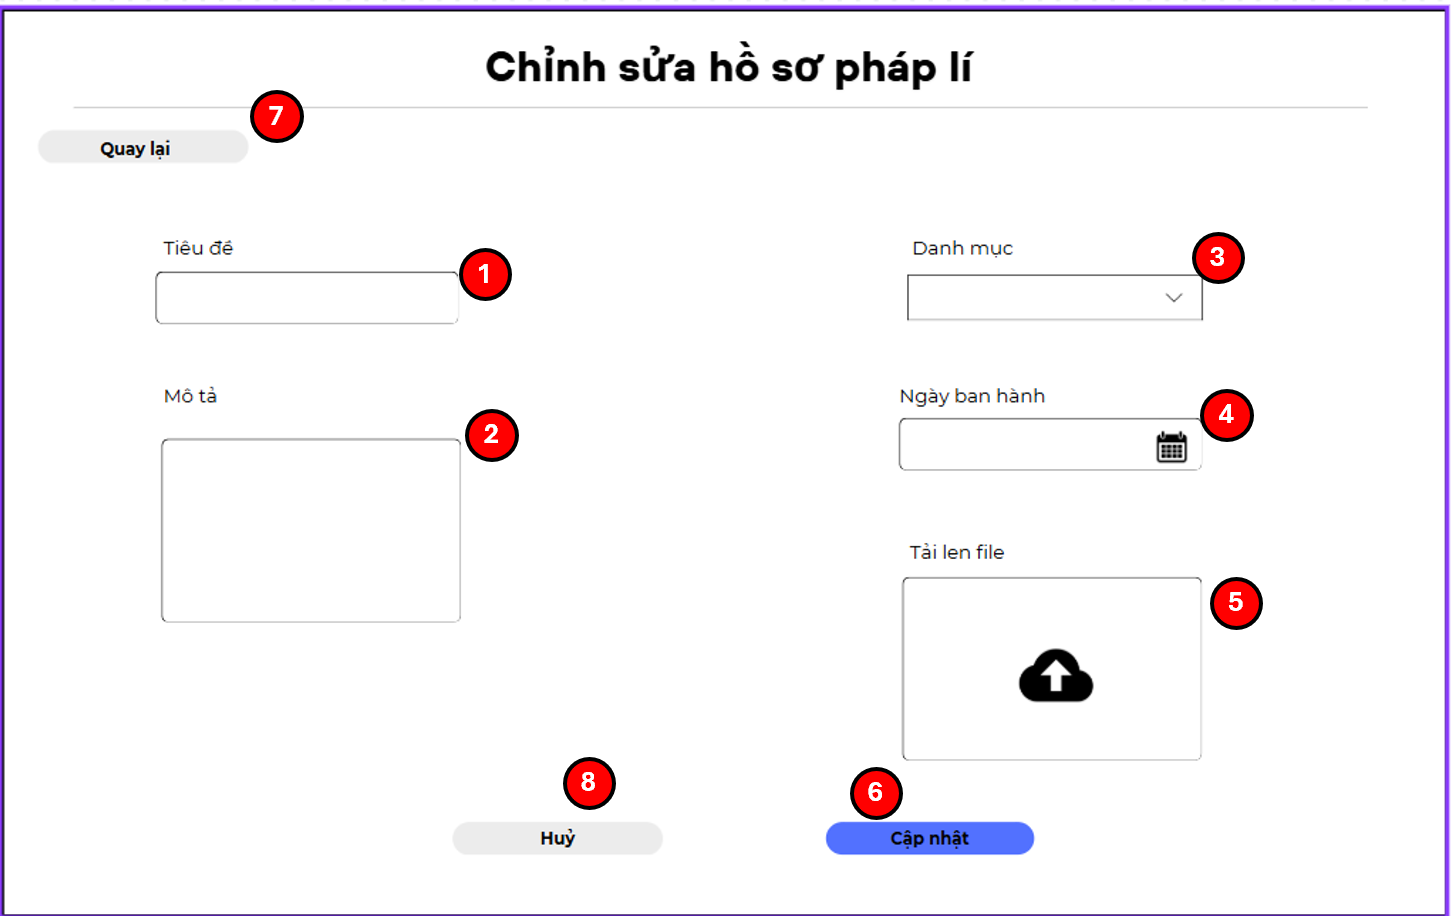 Chỉnh sửa hồ sơ pháp lí
7
Quay lại
Tiêu đề
1
Danh mục
3
Mô tả
2
Ngày ban hành
4
Tải len file
5
8
6
Huỷ
Cập nhật